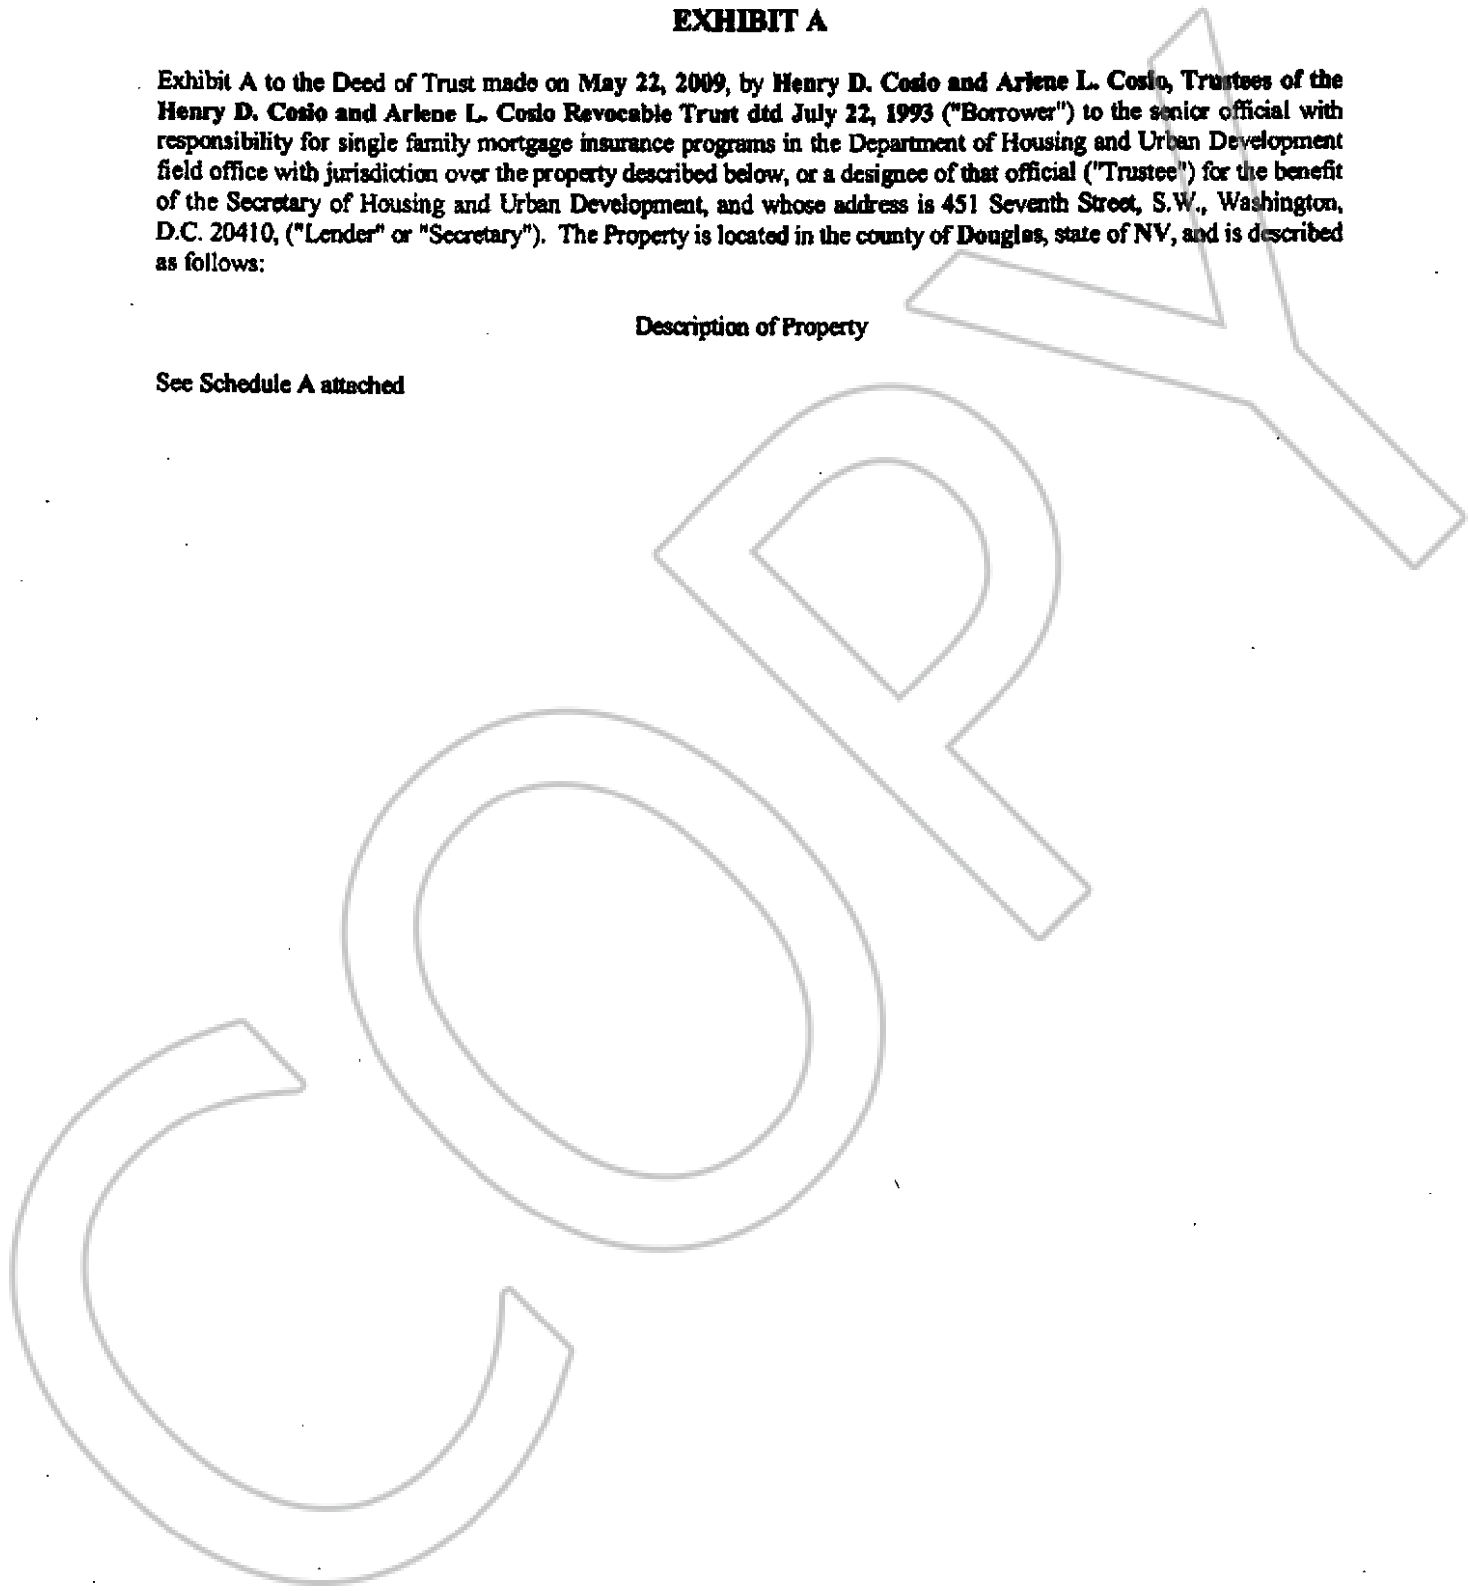 EXHIBIT A
Exhibit A to the Deed of Trust made on May 22, 2009, by Henry D. Cosio and Arlene L. Cosio, Trustees of the
Henry D. Cosio and Arlene L. Cosio Revocable Trust dtd July 22, 1993 ("Borrower") to the senior official with
responsibility for single family mortgage insurance programs in the Department of Housing and Urban Development
field office with jurisdiction over the property described below, or a designee of that official ("Trustee") for the benefit
of the Secretary of Housing and Urban Development, and whose address is 451 Seventh Street, S.W., Washington,
D.C. 20410, ("Lender" or "Secretary"). The Property is located in the county of Douglas, state of NV, and is described
as follows:
Description of Property
See Schedule A attached
COPY